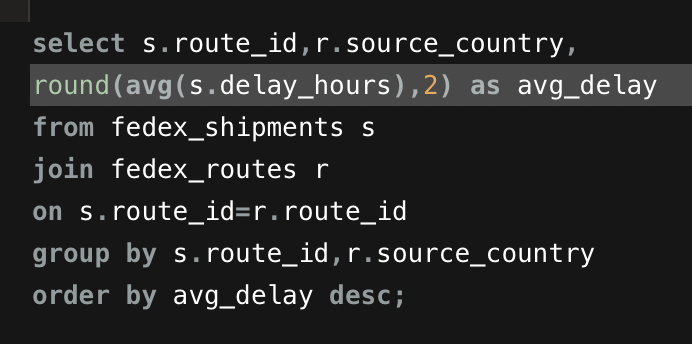 select s.route_id,r.source_country,
round(avg(s.delay_hours),2) as avg_delay
from fedex_shipments s
join fedex_routes r
on s.route_id=r.route_id
group by s.route_id,r.source_country
order by avg_delay desc;